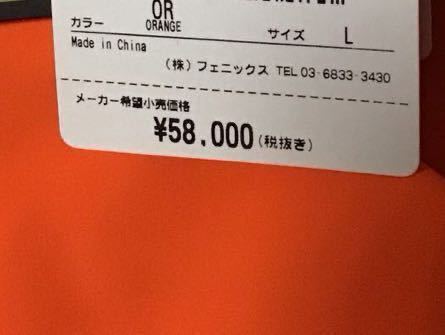 OR
カラー ORANGE サイズ L
Made in China
(株) フェニックス TEL 03-6833-3430
メーカー希望小売価格
¥58,000(税抜き)